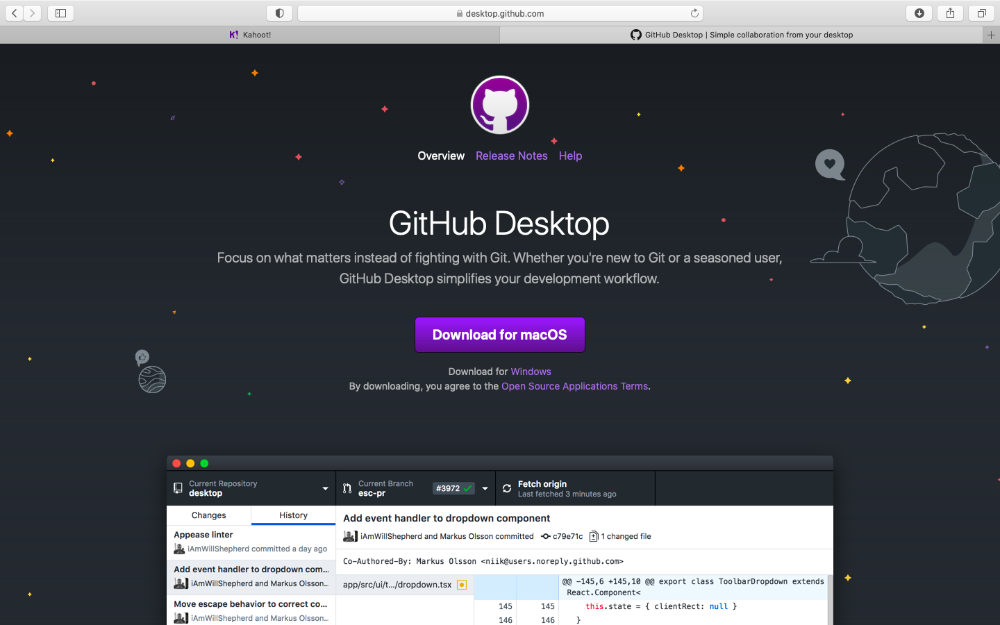 desktop.github.com
Kahoot!
GitHub Desktop | Simple collaboration from your desktop
Overview Release Notes Help
GitHub Desktop
Focus on what matters instead of fighting with Git. Whether you're new to Git or a seasoned user,
GitHub Desktop simplifies your development workflow.
Download for macOS
Download for Windows
By downloading, you agree to the Open Source Applications Terms.
Current Repository
desktop
Current Branch
esc-pr
#3972
Fetch origin
Last fetched 3 minutes ago
Changes History
Appease linter
iAmWillShepherd committed a day ago
Add event handler to dropdown com...
iAmWillShepherd and Markus Olsson...
Move escape behavior to correct co...
iAmWillShepherd and Markus Olsson...
Add event handler to dropdown component
iAmWillShepherd and Markus Olsson committed c79e71c 1 changed file
Co-Authored-By: Markus Olsson <niik@users.noreply.github.com>
app/src/ui/t.../dropdown.tsx
@@ -145,6 +145,10 @@ export class ToolbarDropdown extends
React.Component<
145 145 this.state = { clientRect: null }
146 146 }